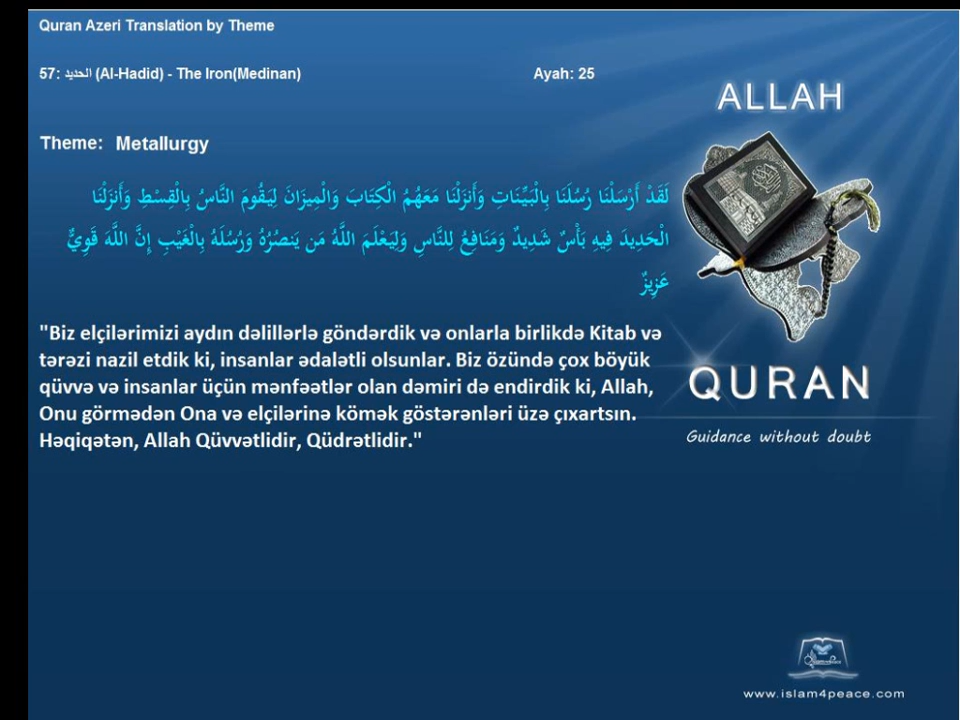 Quran Azeri Translation by Theme
57: الحديد (Al-Hadid) - The Iron(Medinan) Ayah: 25
ALLAH
Theme: Metallurgy
لَقَدْ أَرْسَلْنَا رُسُلَنَا بِالْبَيِّنَاتِ وَأَنزَلْنَا مَعَهُمُ الْكِتَابَ وَالْمِيزَانَ لِيَقُومَ النَّاسُ بِالْقِسْطِ وَأَنزَلْنَا
الْحَدِيدَ فِيهِ بَأْسٌ شَدِيدٌ وَمَنَافِعُ لِلنَّاسِ وَلِيَعْلَمَ اللَّهُ مَن يَنصُرُهُ وَرُسُلَهُ بِالْغَيْبِ إِنَّ اللَّهَ قَوِيٌّ
عَزِيزٌ
"Biz elçilərimizi aydın dəlillərlə göndərdik və onlarla birlikdə Kitab və
tərəzi nazil etdik ki, insanlar ədalətli olsunlar. Biz özündə çox böyük
qüvvə və insanlar üçün mənfəətlər olan dəmiri də endirdik ki, Allah,
Onu görmədən Ona və elçilərinə kömək göstərənləri üzə çıxartsın.
Həqiqətən, Allah Qüvvətlidir, Qüdrətlidir."
QURAN
Guidance without doubt
www.islam4peace.com